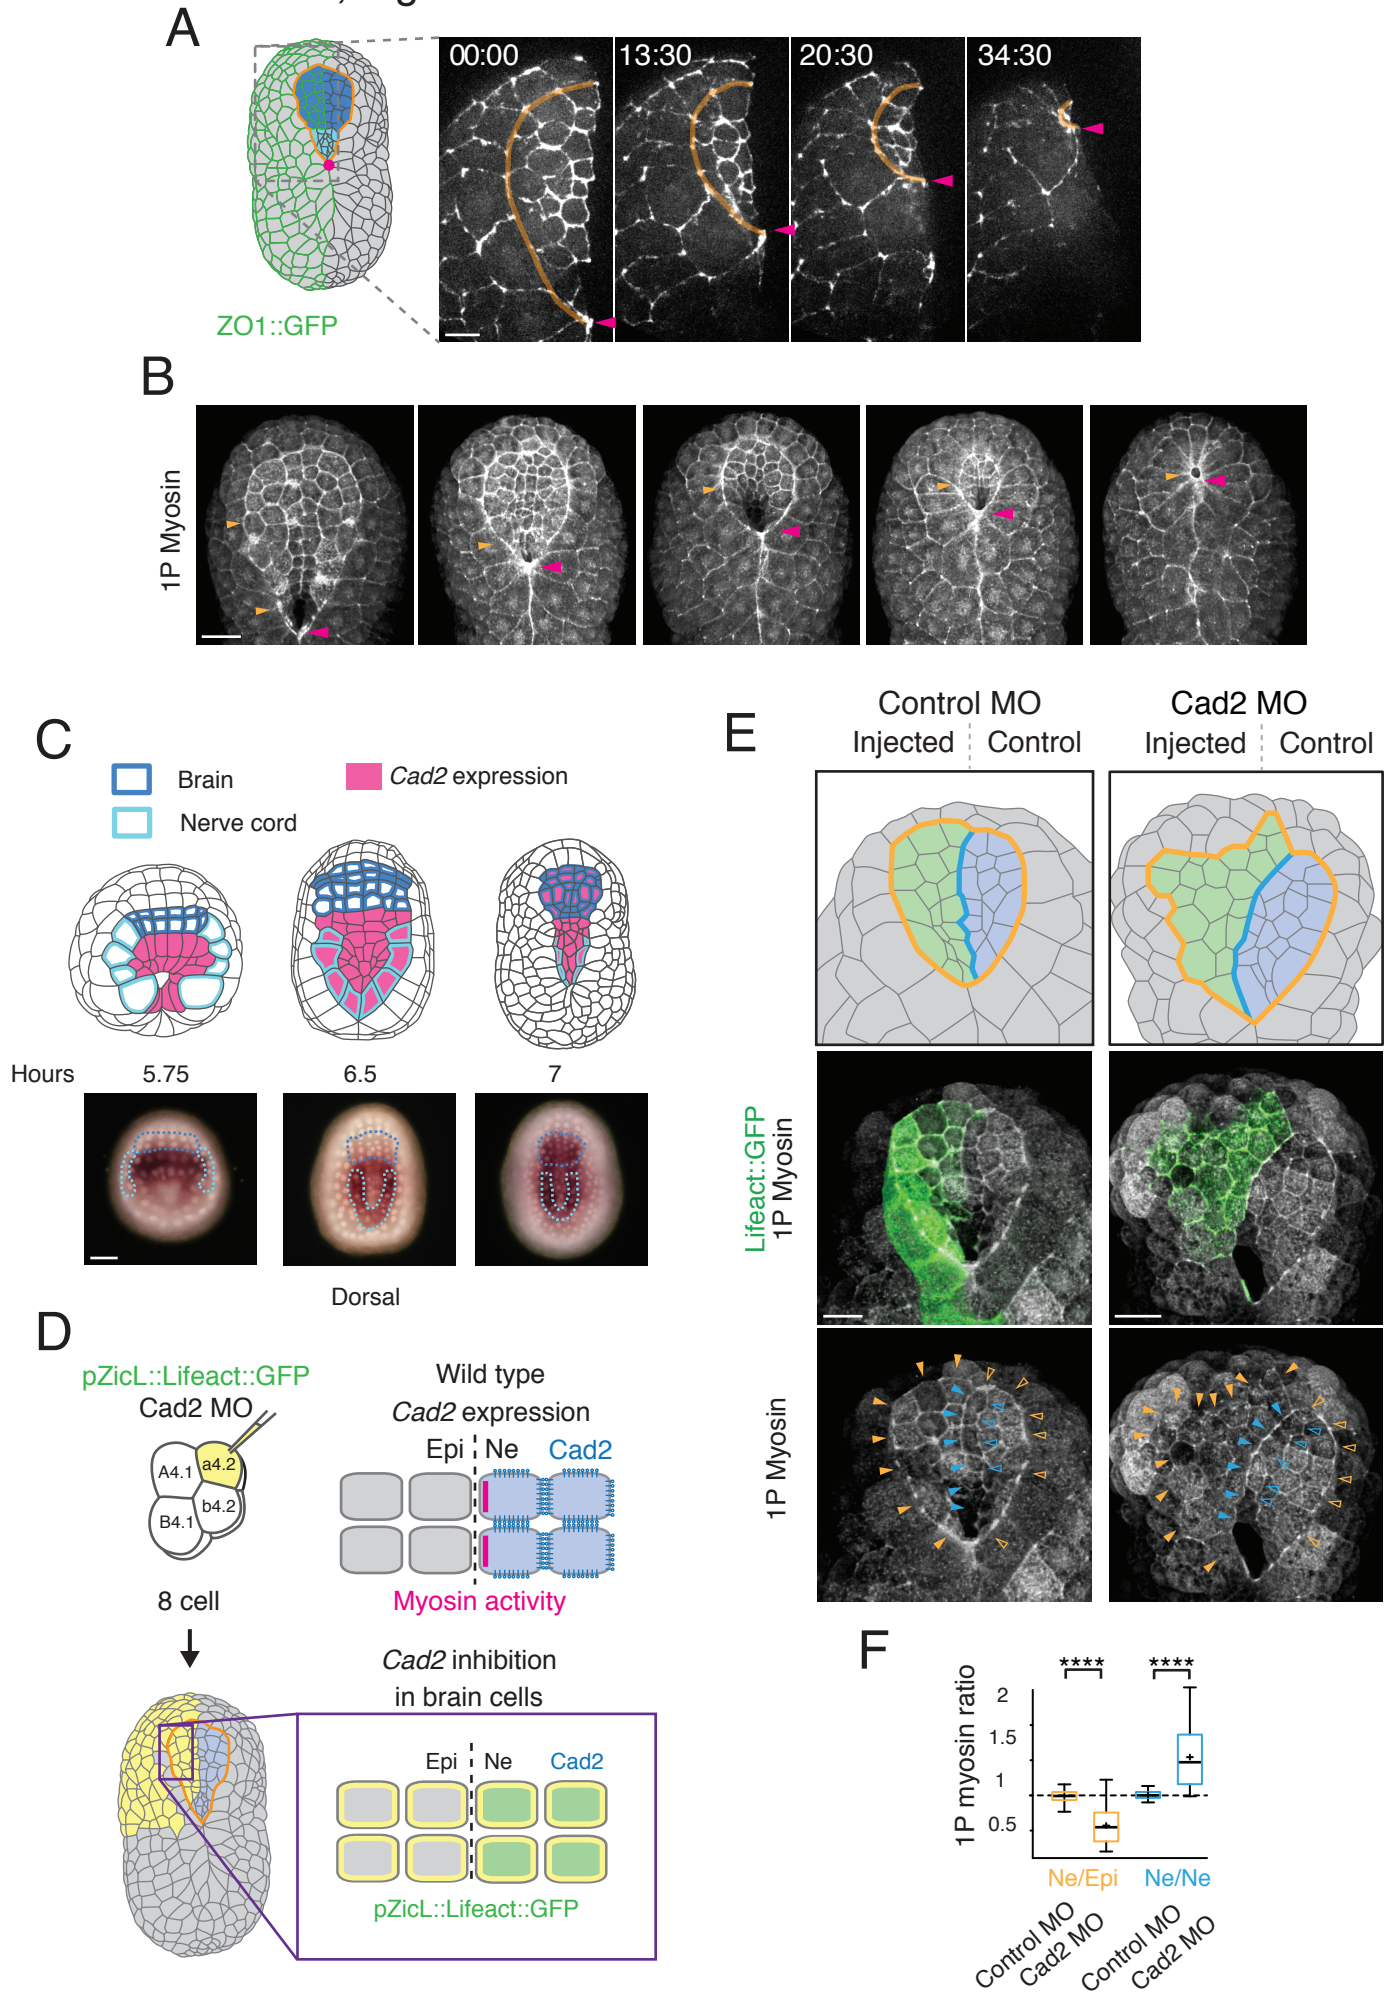 A
00:00
13:30
20:30
34:30
ZO1::GFP
B
1P Myosin
C
Brain
Cad2 expression
Nerve cord
Hours
5.75
6.5
7
Dorsal
D
pZicL::Lifeact::GFP
Cad2 MO
A4.1
a4.2
B4.1
b4.2
8 cell
Wild type
Cad2 expression
Epi
Ne
Cad2
Myosin activity
Cad2 inhibition
in brain cells
Epi
Ne
Cad2
pZicL::Lifeact::GFP
E
Control MO
Cad2 MO
Injected
Control
Injected
Control
Lifeact::GFP
1P Myosin
1P Myosin
F
1P myosin ratio
****
****
2
1.5
1
0.5
Ne/Epi
Ne/Ne
Control MO
Cad2 MO
Control MO
Cad2 MO